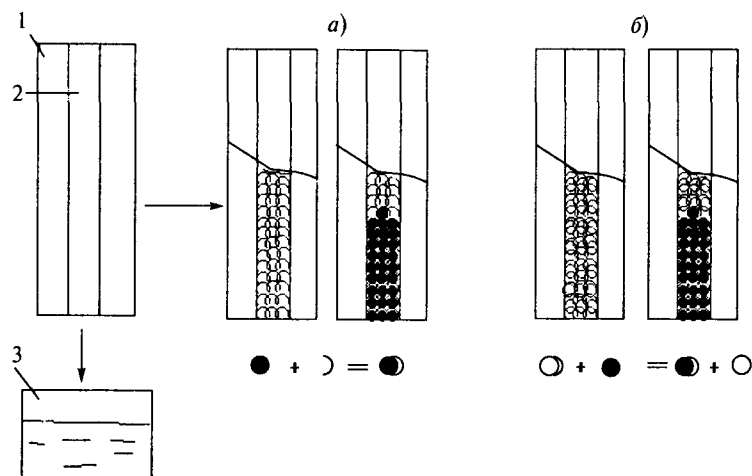 1
2
3
а)
б)
+ ) =
+ = +